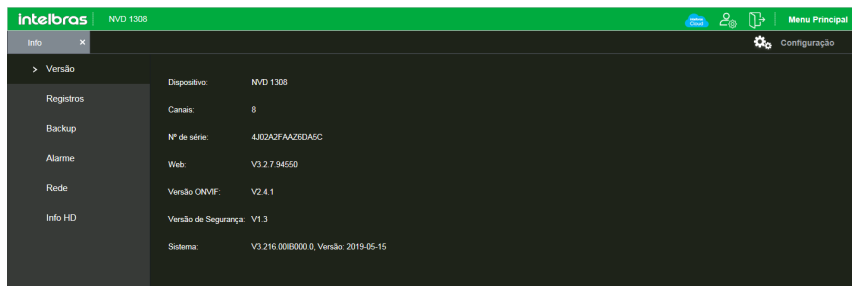 intelbras NVD 1308 intelbras Cloud Menu Principal
Info × Configuração
> Versão
Registros
Backup
Alarme
Rede
Info HD
Dispositivo: NVD 1308
Canais: 8
Nº de série: 4J02A2FAAZ6DA5C
Web: V3.2.7.94550
Versão ONVIF: V2.4.1
Versão de Segurança: V1.3
Sistema: V3.216.00IB000.0, Versão: 2019-05-15